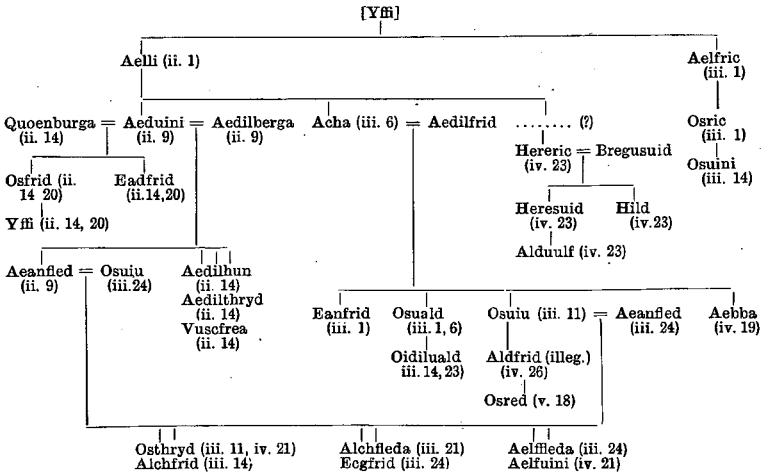 [Yffi]
Aelli (ii. 1)
Aelfric
(iii. 1)
Quoenburga = Aeduini = Aedilberga Acha (iii. 6) = Aedilfrid ........ (?) Osric
(ii. 14) (ii. 9) (ii. 9) (iii. 1)
Hereric = Bregusuid
(iv. 23)
Osuini
(iii. 14)
Osfrid (ii. Eadfrid
14 20) (ii.14,20)
Yffi (ii. 14, 20)
Heresuid Hild
(iv. 23) (iv.23)
Alduulf (iv. 23)
Aeanfled = Osuiu Aedilhun
(ii. 9) (iii.24) (ii. 14)
Aedilthryd
(ii. 14)
Vuscfrea
(ii. 14)
Eanfrid Osuald Osuiu (iii. 11) = Aeanfled Aebba
(iii. 1) (iii. 1, 6) (iii. 24) (iv. 19)
Oidiluald Aldfrid (illeg.)
iii. 14, 23) (iv. 26)
Osred (v. 18)
Osthryd (iii. 11, iv. 21) Alchfleda (iii. 21) Aelffleda (iii. 24)
Alchfrid (iii. 14) Ecgfrid (iii. 24) Aelfuini (iv. 21)